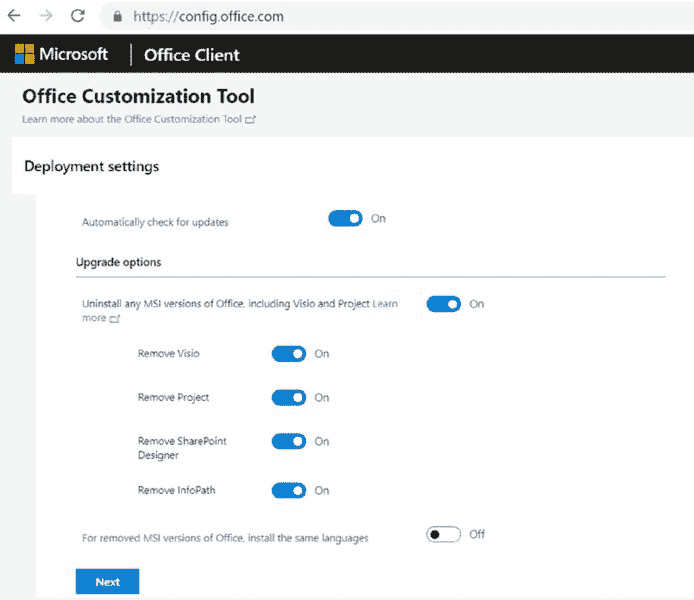 https://config.office.com
Microsoft Office Client
Office Customization Tool
Learn more about the Office Customization Tool
Deployment settings
Automatically check for updates On
Upgrade options
Uninstall any MSI versions of Office, including Visio and Project Learn
more
On
Remove Visio On
Remove Project On
Remove SharePoint
Designer
On
Remove InfoPath On
For removed MSI versions of Office, install the same languages Off
Next